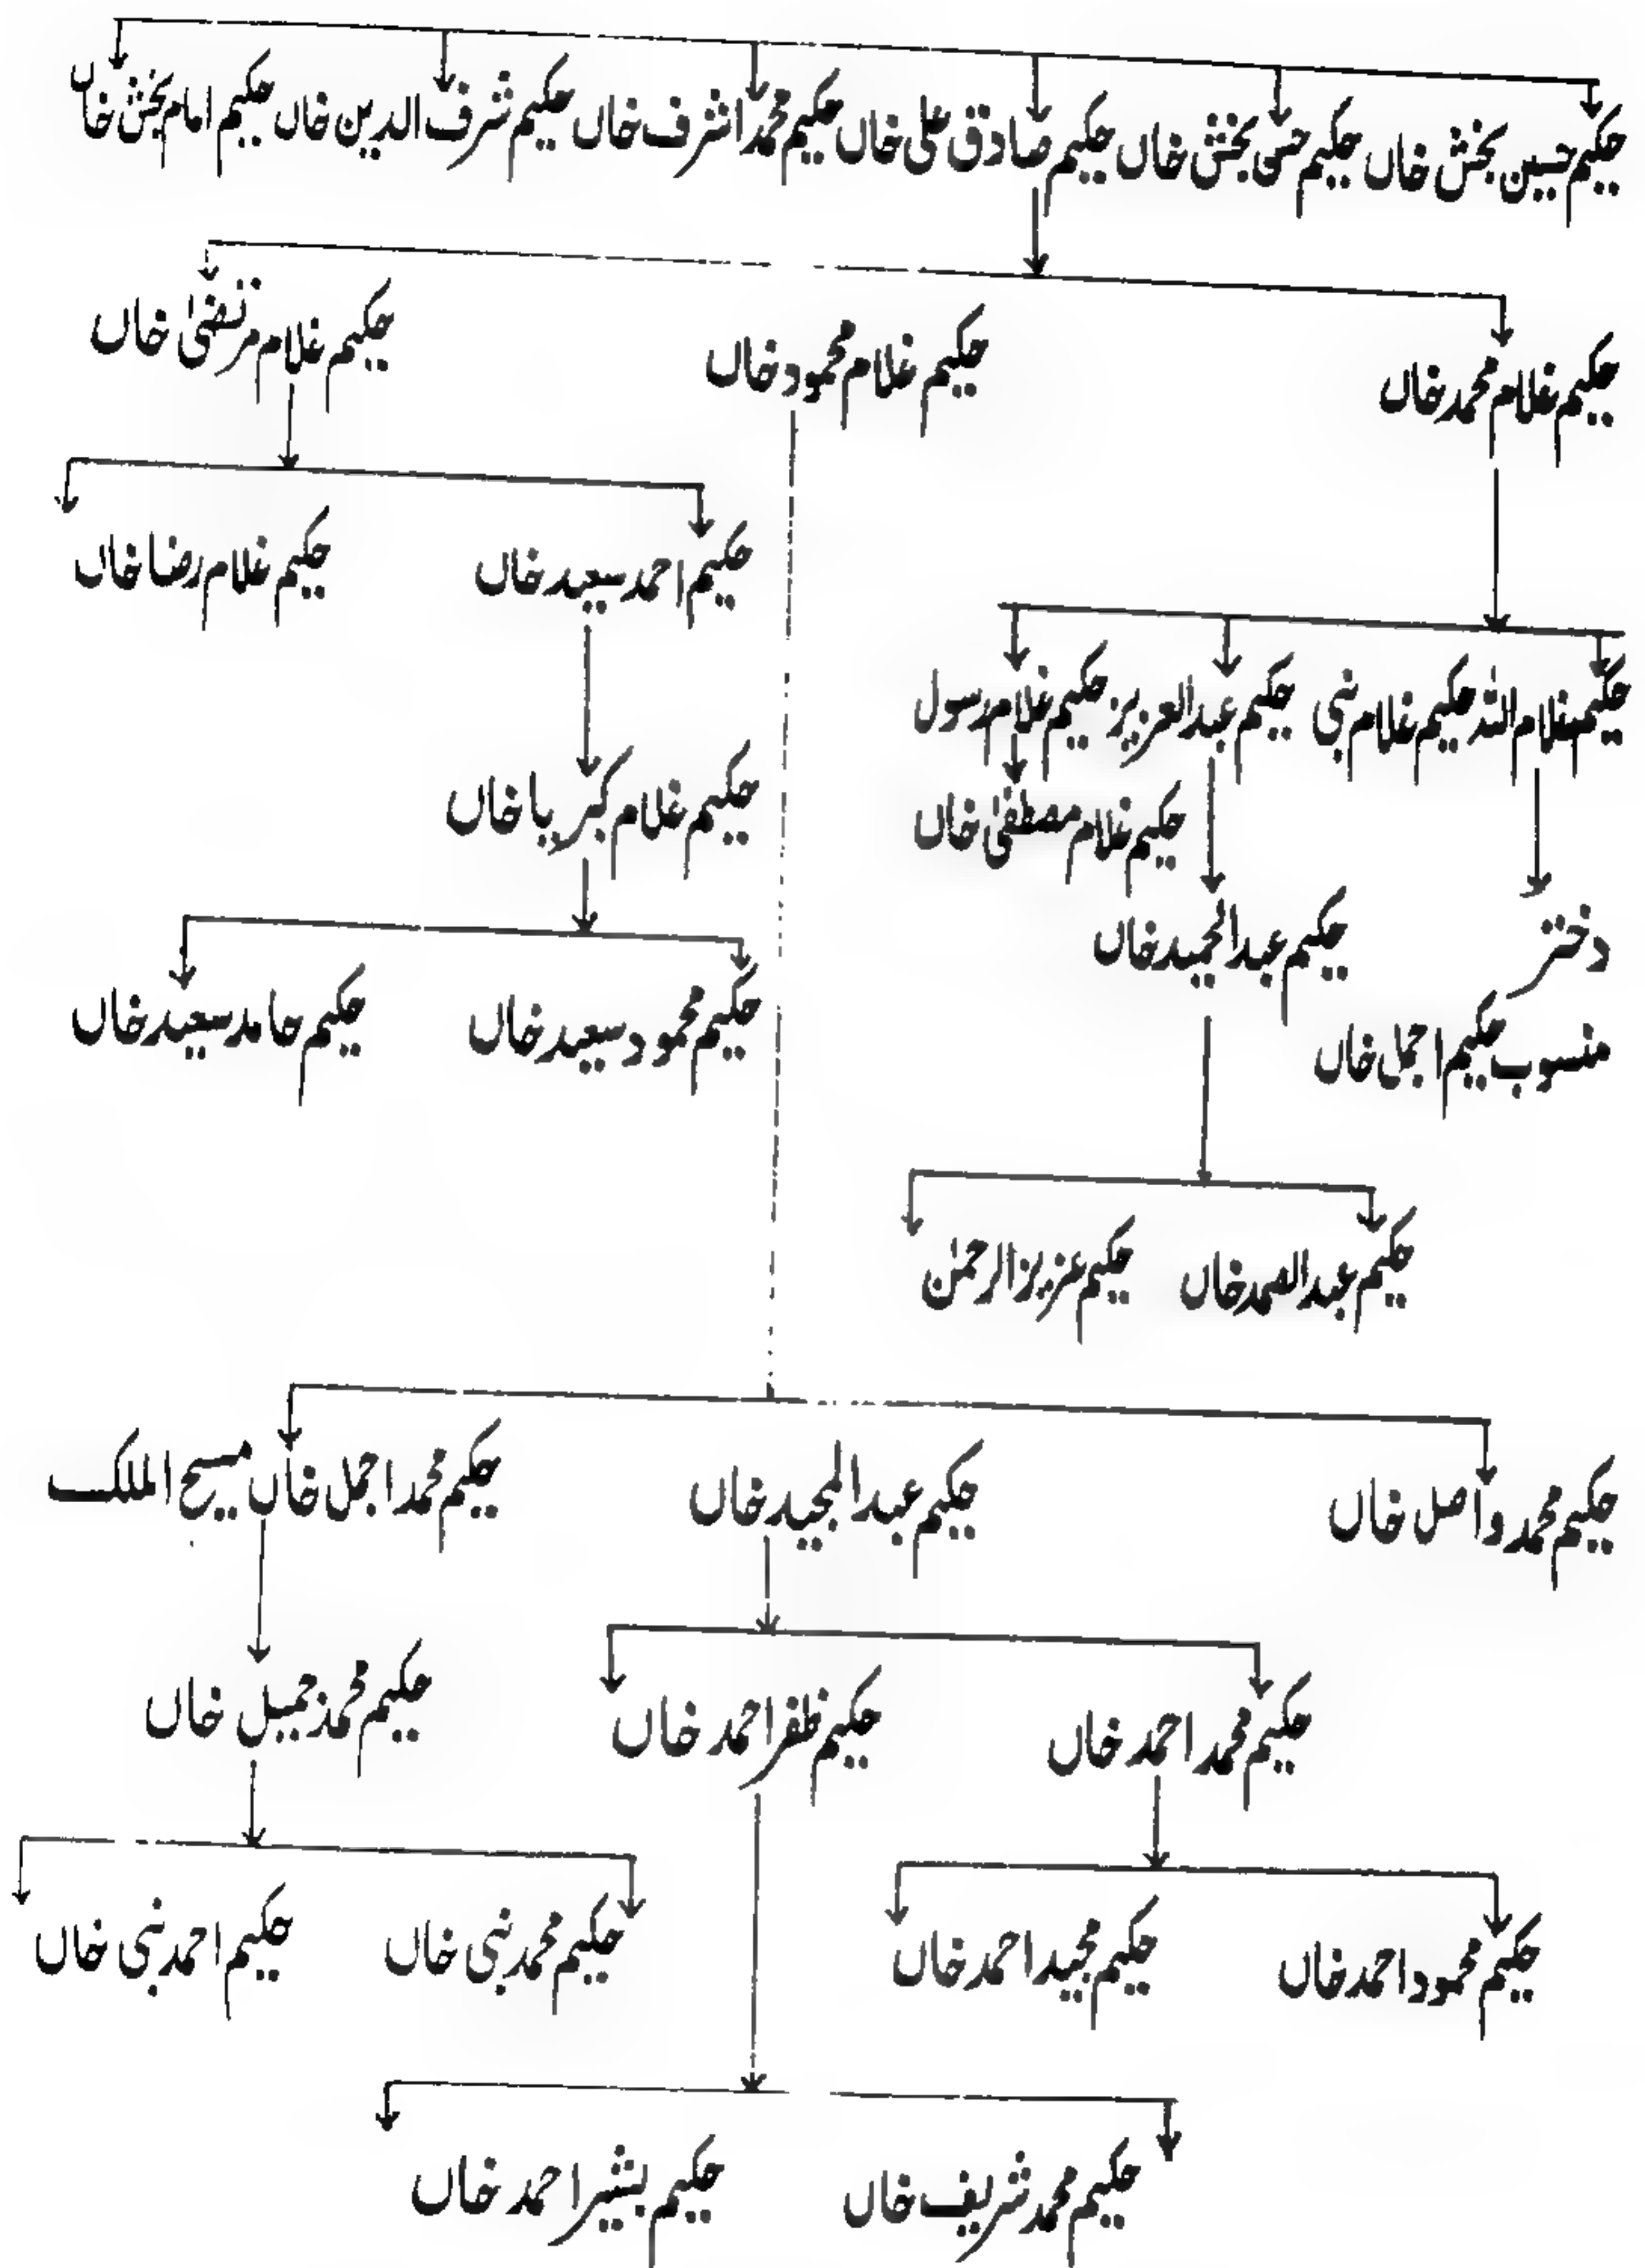 حکیم حسین بخش خاں حکیم حسن بخش خاں حکیم صادق علی خاں حکیم محمد اشرف خاں حکیم شرف الدین خاں حکیم امام بخش خاں
حکیم غلام محمد خاں حکیم غلام محمود خاں حکیم غلام مرتضیٰ خاں
حکیم احمد سعید خاں حکیم غلام رضا خاں
حکیم غلام اللہ حکیم غلام نبی حکیم عبدالعزیز حکیم غلام رسول
حکیم غلام مصطفیٰ خاں حکیم غلام کبریا خاں
دختر حکیم عبدالحمید خاں
منسوب حکیم اجمل خاں حکیم محمود سعید خاں حکیم حامد سعید خاں
حکیم عبدالصمد خاں حکیم عزیز الرحمٰن
حکیم محمد واصل خاں حکیم عبدالمجید خاں حکیم محمد اجمل خاں مسیح الملک
حکیم محمد احمد خاں حکیم ظفر احمد خاں حکیم محمد جمیل خاں
حکیم محمود احمد خاں حکیم مجید احمد خاں حکیم محمد نبی خاں حکیم احمد نبی خاں
حکیم محمد شریف خاں حکیم بشیر احمد خاں